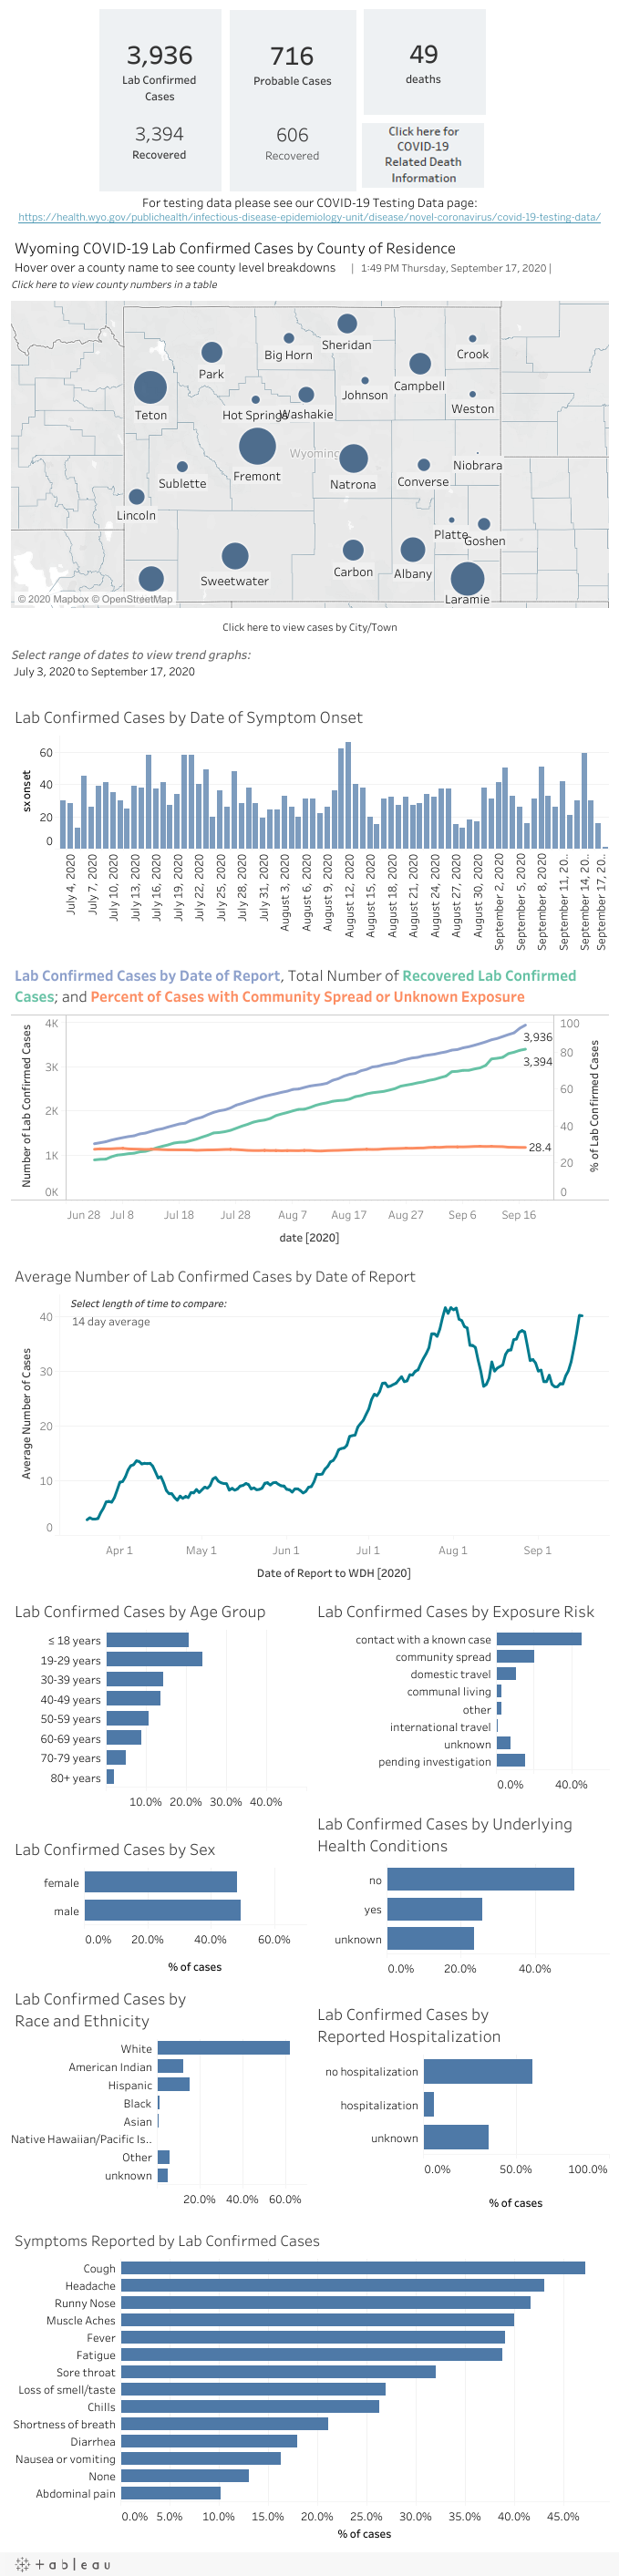 3,936
Lab Confirmed
Cases
3,394
Recovered
716
Probable Cases
606
Recovered
49
deaths
Click here for
COVID-19
Related Death
Information
For testing data please see our COVID-19 Testing Data page:
https://health.wyo.gov/publichealth/infectious-disease-epidemiology-unit/disease/novel-coronavirus/covid-19-testing-data/
Wyoming COVID-19 Lab Confirmed Cases by County of Residence
Hover over a county name to see county level breakdowns | 1:49 PM Thursday, September 17, 2020 |
Click here to view county numbers in a table
Sheridan
Big Horn
Crook
Park
Campbell
Johnson
Teton
Hot Springs
Washakie
Weston
Wyoming
Fremont
Natrona
Niobrara
Sublette
Converse
Lincoln
Platte
Goshen
Sweetwater
Carbon
Albany
Laramie
© 2020 Mapbox © OpenStreetMap
Click here to view cases by City/Town
Select range of dates to view trend graphs:
July 3, 2020 to September 17, 2020
Lab Confirmed Cases by Date of Symptom Onset
sx onset
60
40
20
0
July 4, 2020
July 7, 2020
July 10, 2020
July 13, 2020
July 16, 2020
July 19, 2020
July 22, 2020
July 25, 2020
July 28, 2020
July 31, 2020
August 3, 2020
August 6, 2020
August 9, 2020
August 12, 2020
August 15, 2020
August 18, 2020
August 21, 2020
August 24, 2020
August 27, 2020
August 30, 2020
September 2, 2020
September 5, 2020
September 8, 2020
September 11, 20..
September 14, 20..
September 17, 20..
Lab Confirmed Cases by Date of Report, Total Number of Recovered Lab Confirmed
Cases; and Percent of Cases with Community Spread or Unknown Exposure
Number of Lab Confirmed Cases
4K
3K
2K
1K
0K
3,936
3,394
28.4
100
80
60
40
20
0
% of Lab Confirmed Cases
Jun 28 Jul 8 Jul 18 Jul 28 Aug 7 Aug 17 Aug 27 Sep 6 Sep 16
date [2020]
Average Number of Lab Confirmed Cases by Date of Report
Select length of time to compare:
14 day average
Average Number of Cases
40
30
20
10
0
Apr 1 May 1 Jun 1 Jul 1 Aug 1 Sep 1
Date of Report to WDH [2020]
Lab Confirmed Cases by Age Group
≤ 18 years
19-29 years
30-39 years
40-49 years
50-59 years
60-69 years
70-79 years
80+ years
10.0% 20.0% 30.0% 40.0%
Lab Confirmed Cases by Exposure Risk
contact with a known case
community spread
domestic travel
communal living
other
international travel
unknown
pending investigation
0.0% 40.0%
Lab Confirmed Cases by Sex
female
male
0.0% 20.0% 40.0% 60.0%
% of cases
Lab Confirmed Cases by Underlying
Health Conditions
no
yes
unknown
0.0% 20.0% 40.0%
Lab Confirmed Cases by
Race and Ethnicity
White
American Indian
Hispanic
Black
Asian
Native Hawaiian/Pacific Is..
Other
unknown
20.0% 40.0% 60.0%
Lab Confirmed Cases by
Reported Hospitalization
no hospitalization
hospitalization
unknown
0.0% 50.0% 100.0%
% of cases
Symptoms Reported by Lab Confirmed Cases
Cough
Headache
Runny Nose
Muscle Aches
Fever
Fatigue
Sore throat
Loss of smell/taste
Chills
Shortness of breath
Diarrhea
Nausea or vomiting
None
Abdominal pain
0.0% 5.0% 10.0% 15.0% 20.0% 25.0% 30.0% 35.0% 40.0% 45.0%
% of cases
+ableau